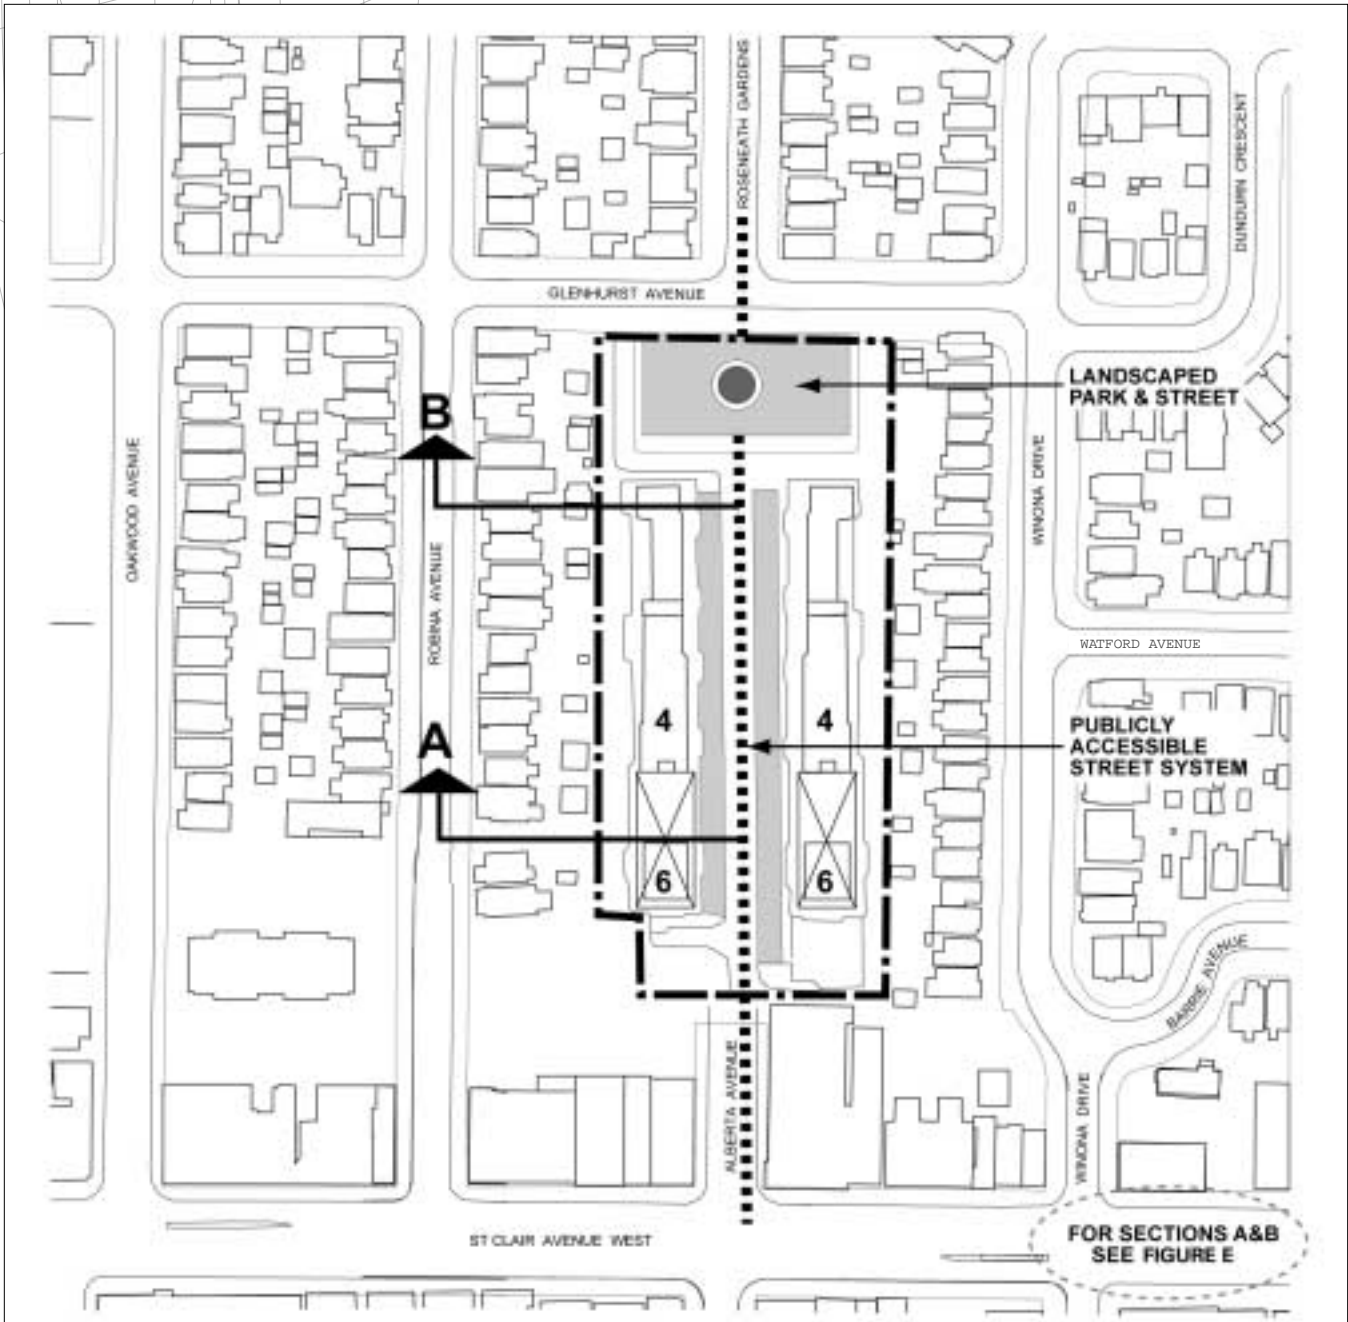 ROSENEATH GARDENS
DUNDURN CRESCENT
GLENHURST AVENUE
LANDSCAPED
PARK & STREET
B
OAKWOOD AVENUE
ROBINA AVENUE
WINONA DRIVE
WATFORD AVENUE
4
4
PUBLICLY
ACCESSIBLE
STREET SYSTEM
A
6
6
BARRIE AVENUE
ALBERTA AVENUE
WINONA DRIVE
FOR SECTIONS A&B
SEE FIGURE E
ST CLAIR AVENUE WEST